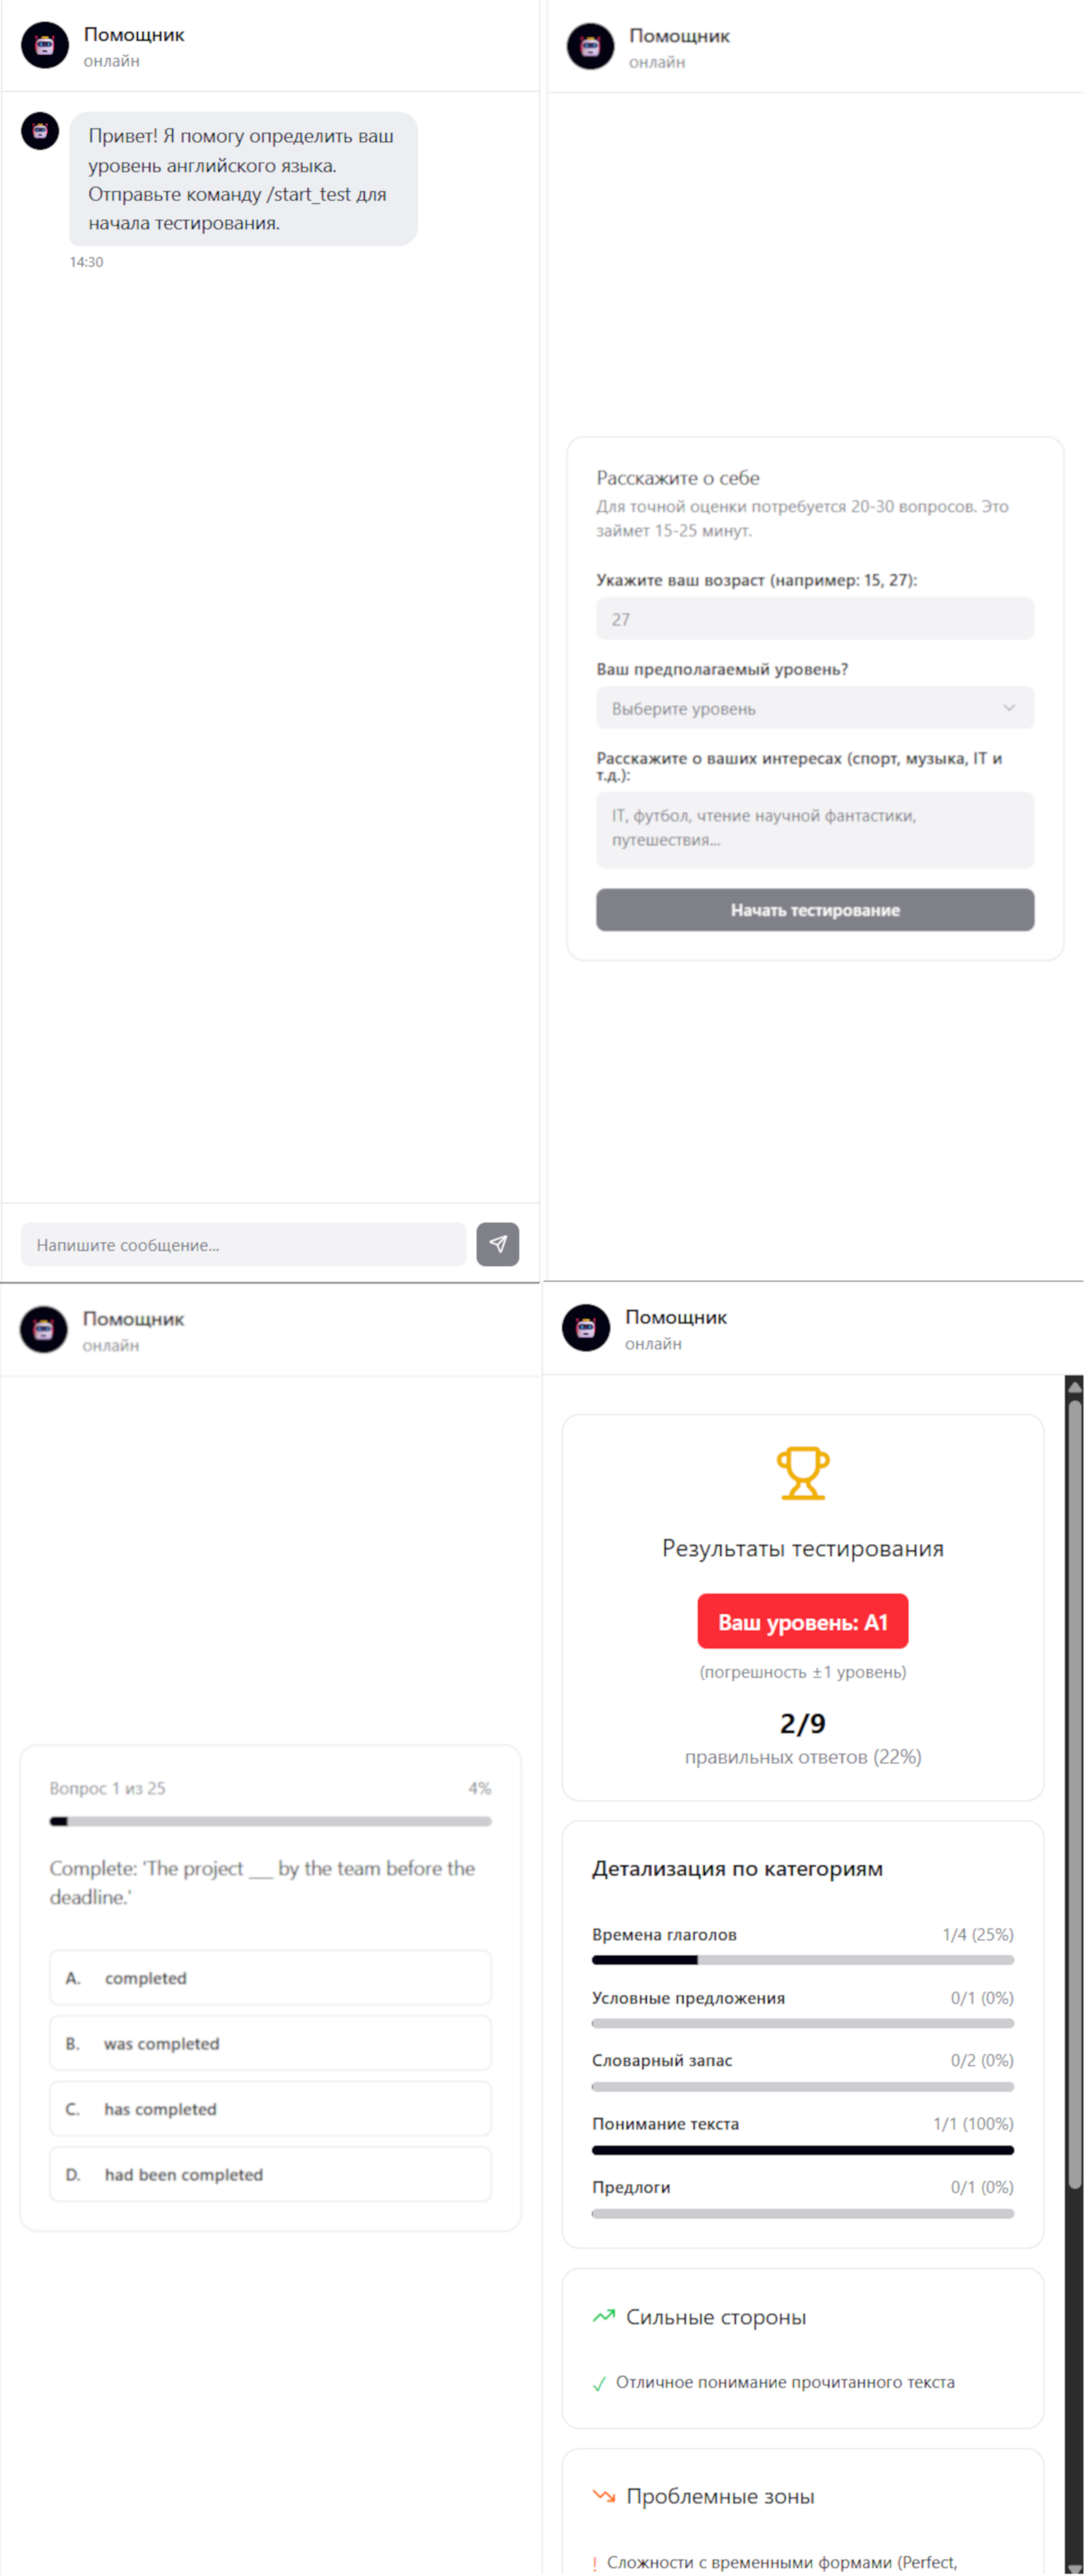 Помощник
онлайн
Привет! Я помогу определить ваш
уровень английского языка.
Отправьте команду /start_test для
начала тестирования.
14:30
Напишите сообщение...
Помощник
онлайн
Расскажите о себе
Для точной оценки потребуется 20-30 вопросов. Это
займет 15-25 минут.
Укажите ваш возраст (например: 15, 27):
27
Ваш предполагаемый уровень?
Выберите уровень
Расскажите о ваших интересах (спорт, музыка, IT и
т.д.):
IT, футбол, чтение научной фантастики,
путешествия...
Начать тестирование
Помощник
онлайн
Вопрос 1 из 25 4%
Complete: 'The project ___ by the team before the
deadline.'
A. completed
B. was completed
C. has completed
D. had been completed
Помощник
онлайн
Результаты тестирования
Ваш уровень: A1
(погрешность ±1 уровень)
2/9
правильных ответов (22%)
Детализация по категориям
Времена глаголов 1/4 (25%)
Условные предложения 0/1 (0%)
Словарный запас 0/2 (0%)
Понимание текста 1/1 (100%)
Предлоги 0/1 (0%)
Сильные стороны
✓ Отличное понимание прочитанного текста
Проблемные зоны
! Сложности с временными формами (Perfect,